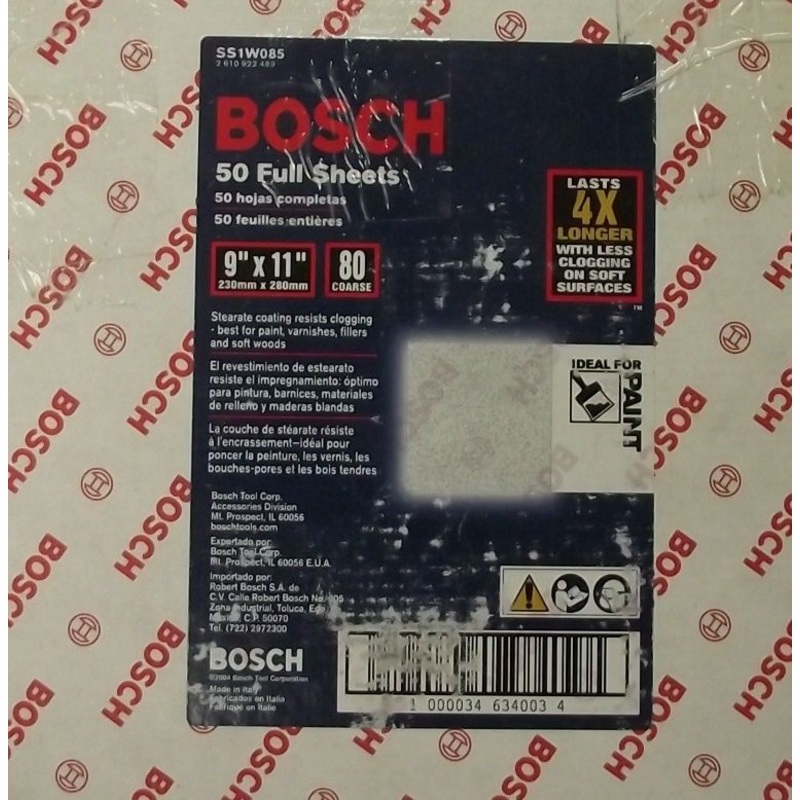 SS1W085
2 610 922 489
BOSCH
50 Full Sheets
50 hojas completas
50 feuilles entières
9" x 11"
230mm x 280mm
80
COARSE
LASTS
4X
LONGER
WITH LESS
CLOGGING
ON SOFT
SURFACES
™
Stearate coating resists clogging
- best for paint, varnishes, fillers
and soft woods
El revestimiento de estearato
resiste el impregnamiento: óptimo
para pintura, barnices, materiales
de relleno y maderas blandas
La couche de stéarate résiste
à l'encrassement–idéal pour
poncer la peinture, les vernis, les
bouches-pores et les bois tendres
IDEAL FOR
PAINT
Bosch Tool Corp.
Accessories Division
Mt. Prospect, IL 60056
boschtools.com
Exportado por:
Bosch Tool Corp.
Mt. Prospect, IL 60056 E.U.A.
Importado por:
Robert Bosch S.A. de
C.V. Calle Robert Bosch No. 405
Zona Industrial, Toluca, Edo.
México, C.P. 50070
Tel. (722) 2972300
BOSCH
©2004 Bosch Tool Corporation
Made in Italy
Fabricados en Italia
Fabriqué en Italie
1 000034 634003 4